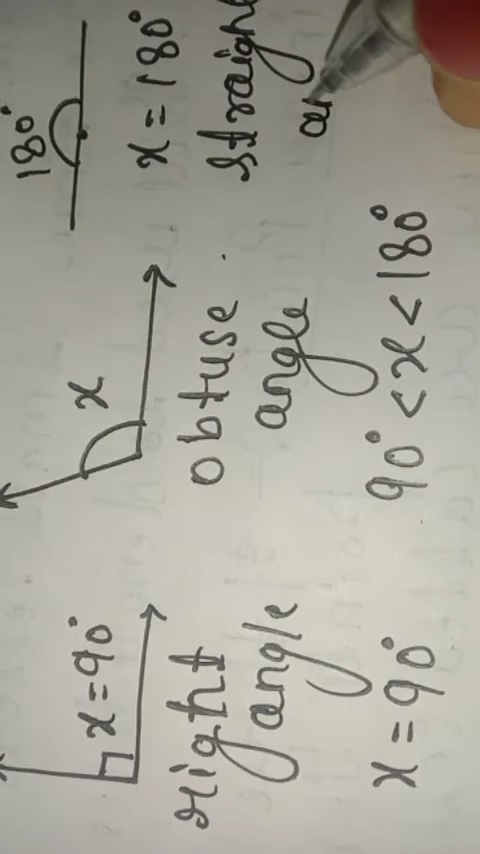 x=90°
right
angle
x = 90°
x
obtuse
angle
90° < x < 180°
180°
x = 180°
straight